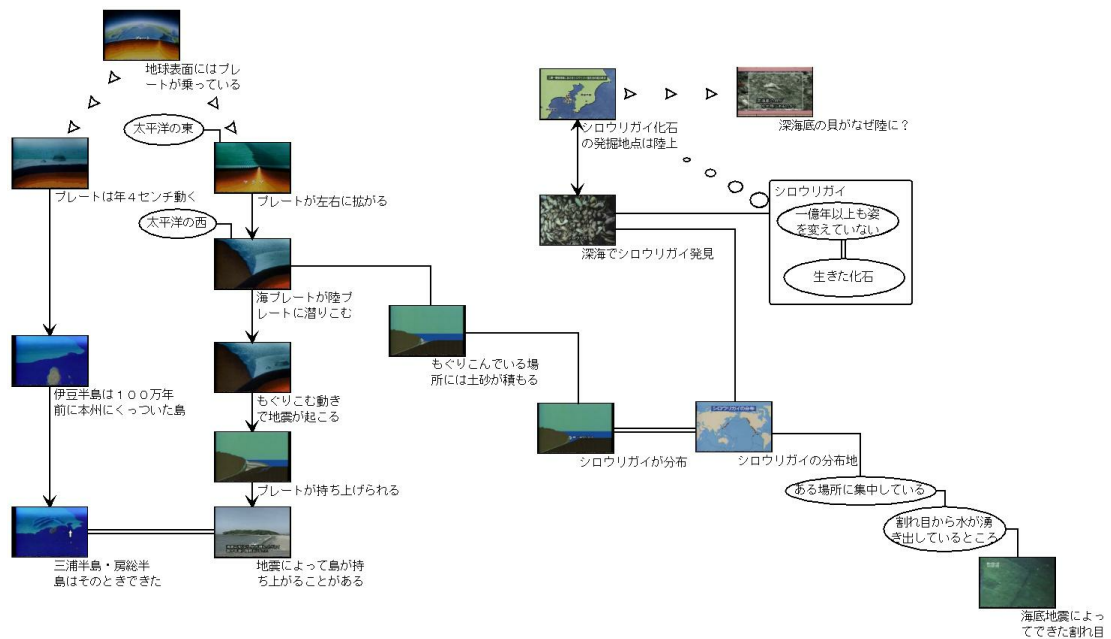 地球表面にはプレ
ートが乗っている
太平洋の東
プレートは年４センチ動く
プレートが左右に拡がる
太平洋の西
海プレートが陸プ
レートに潜りこむ
伊豆半島は１００万年
前に本州にくっついた島
もぐりこむ動き
で地震が起こる
プレートが持ち上げられる
三浦半島・房総半
島はそのときできた
地震によって島が持
ち上がることがある
もぐりこんでいる場
所には土砂が積もる
シロウリガイ化石
の発掘地点は陸上
深海底の貝がなぜ陸に？
深海でシロウリガイ発見
シロウリガイ
一億年以上も姿
を変えていない
生きた化石
シロウリガイが分布
シロウリガイの分布
シロウリガイの分布地
ある場所に集中している
割れ目から水が湧
き出しているところ
海底地震によっ
てできた割れ目